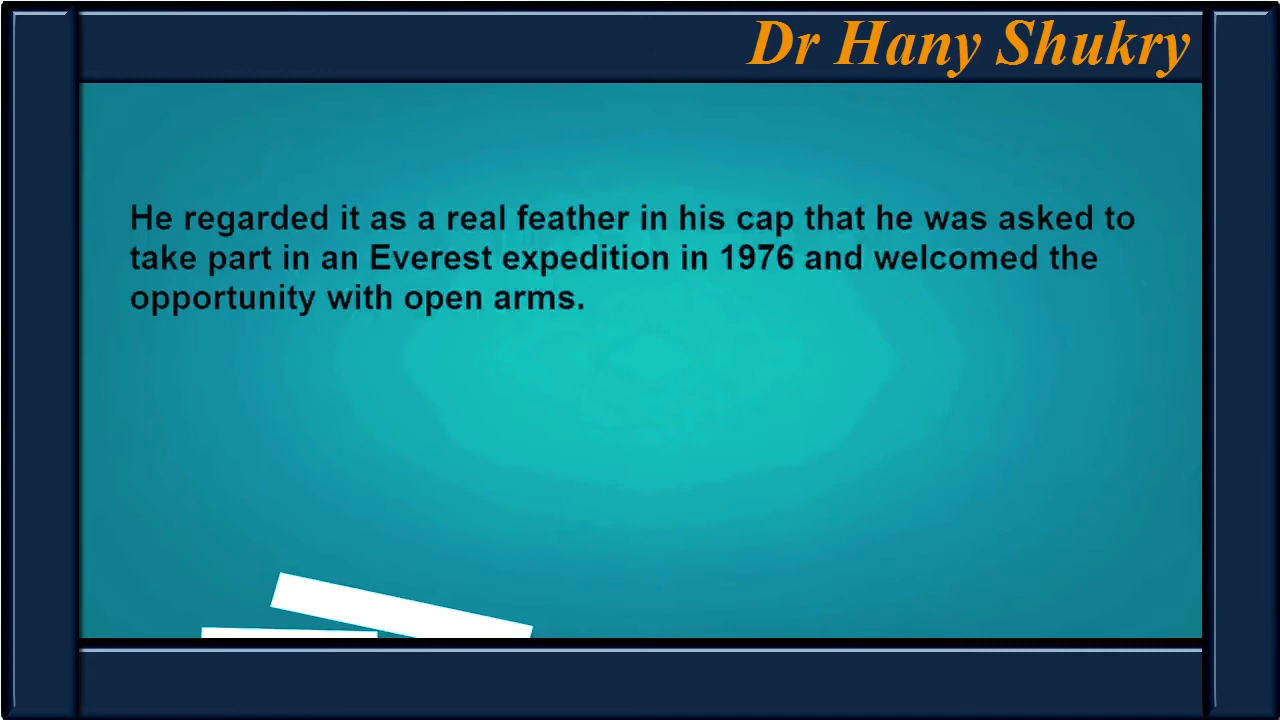 Dr Hany Shukry
He regarded it as a real feather in his cap that he was asked to
take part in an Everest expedition in 1976 and welcomed the
opportunity with open arms.